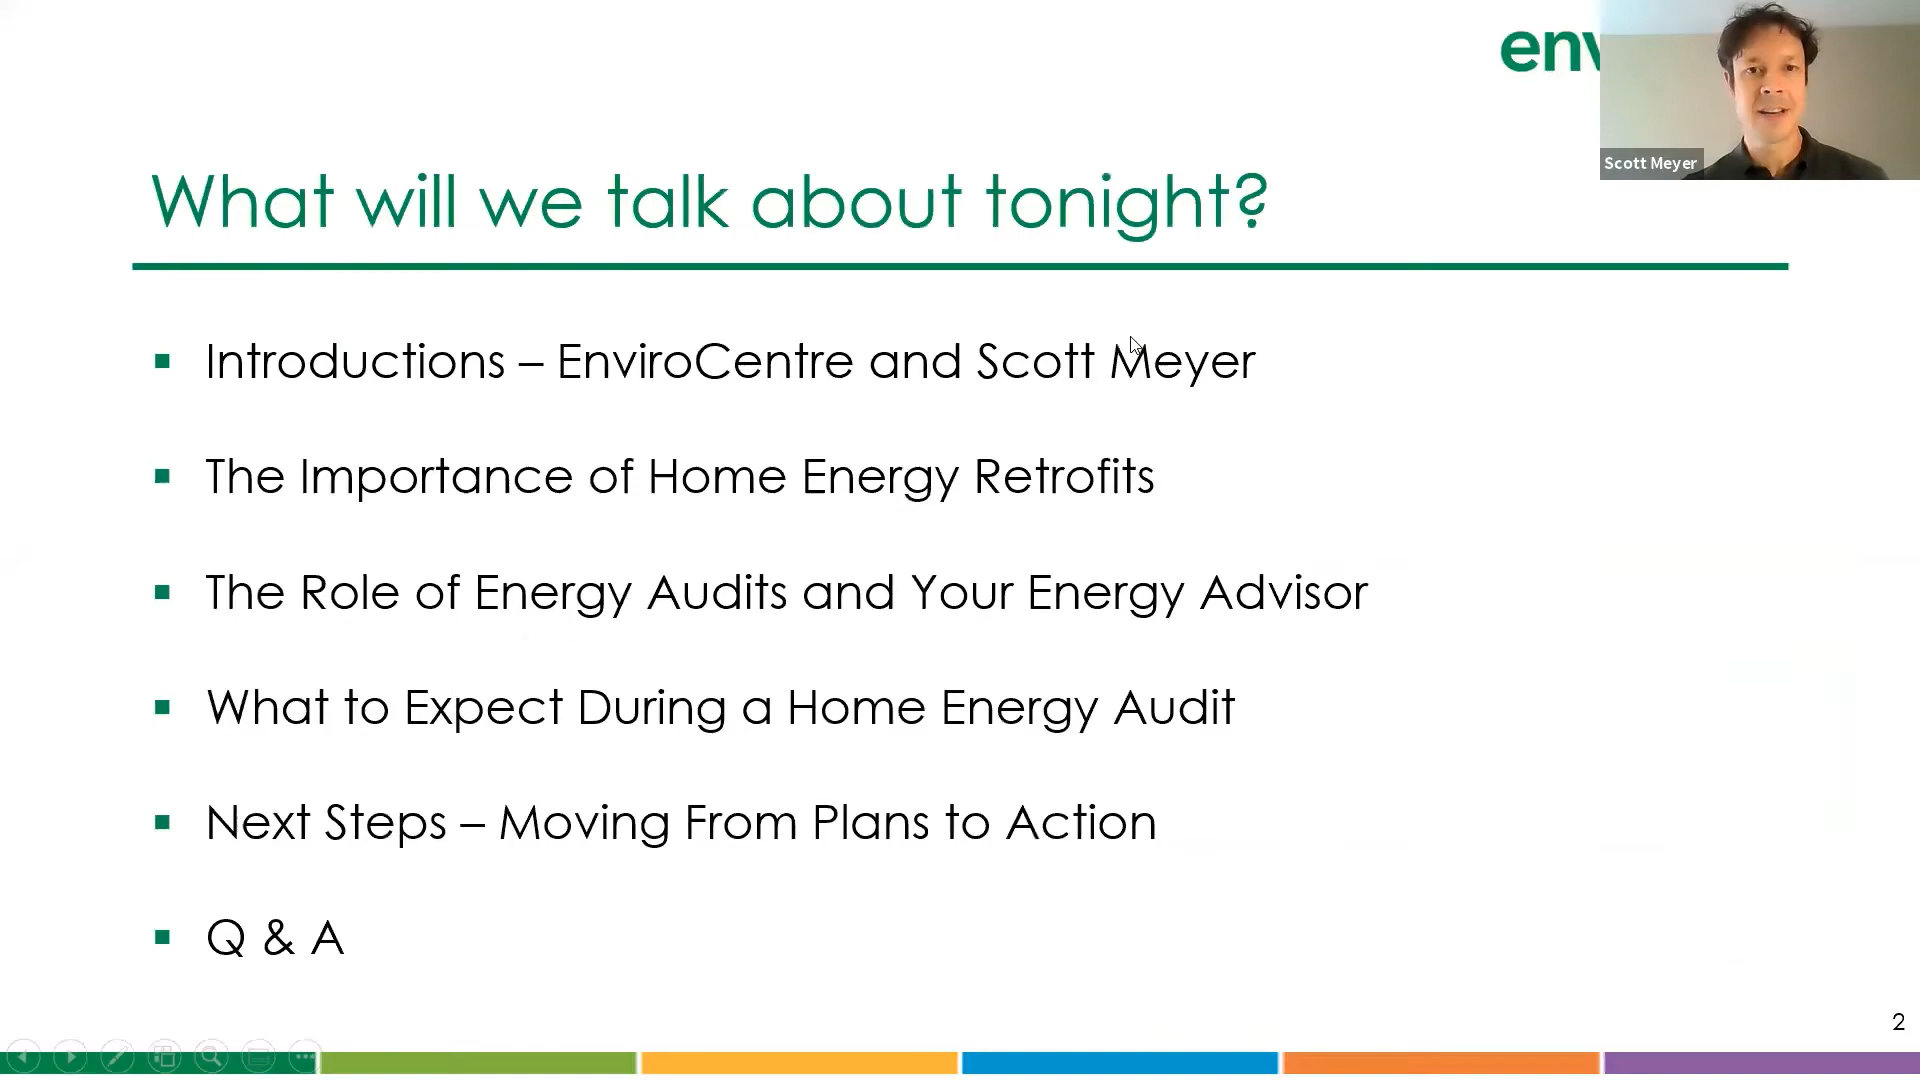 env
Scott Meyer
What will we talk about tonight?
Introductions – EnviroCentre and Scott Meyer
The Importance of Home Energy Retrofits
The Role of Energy Audits and Your Energy Advisor
What to Expect During a Home Energy Audit
Next Steps – Moving From Plans to Action
Q & A
2